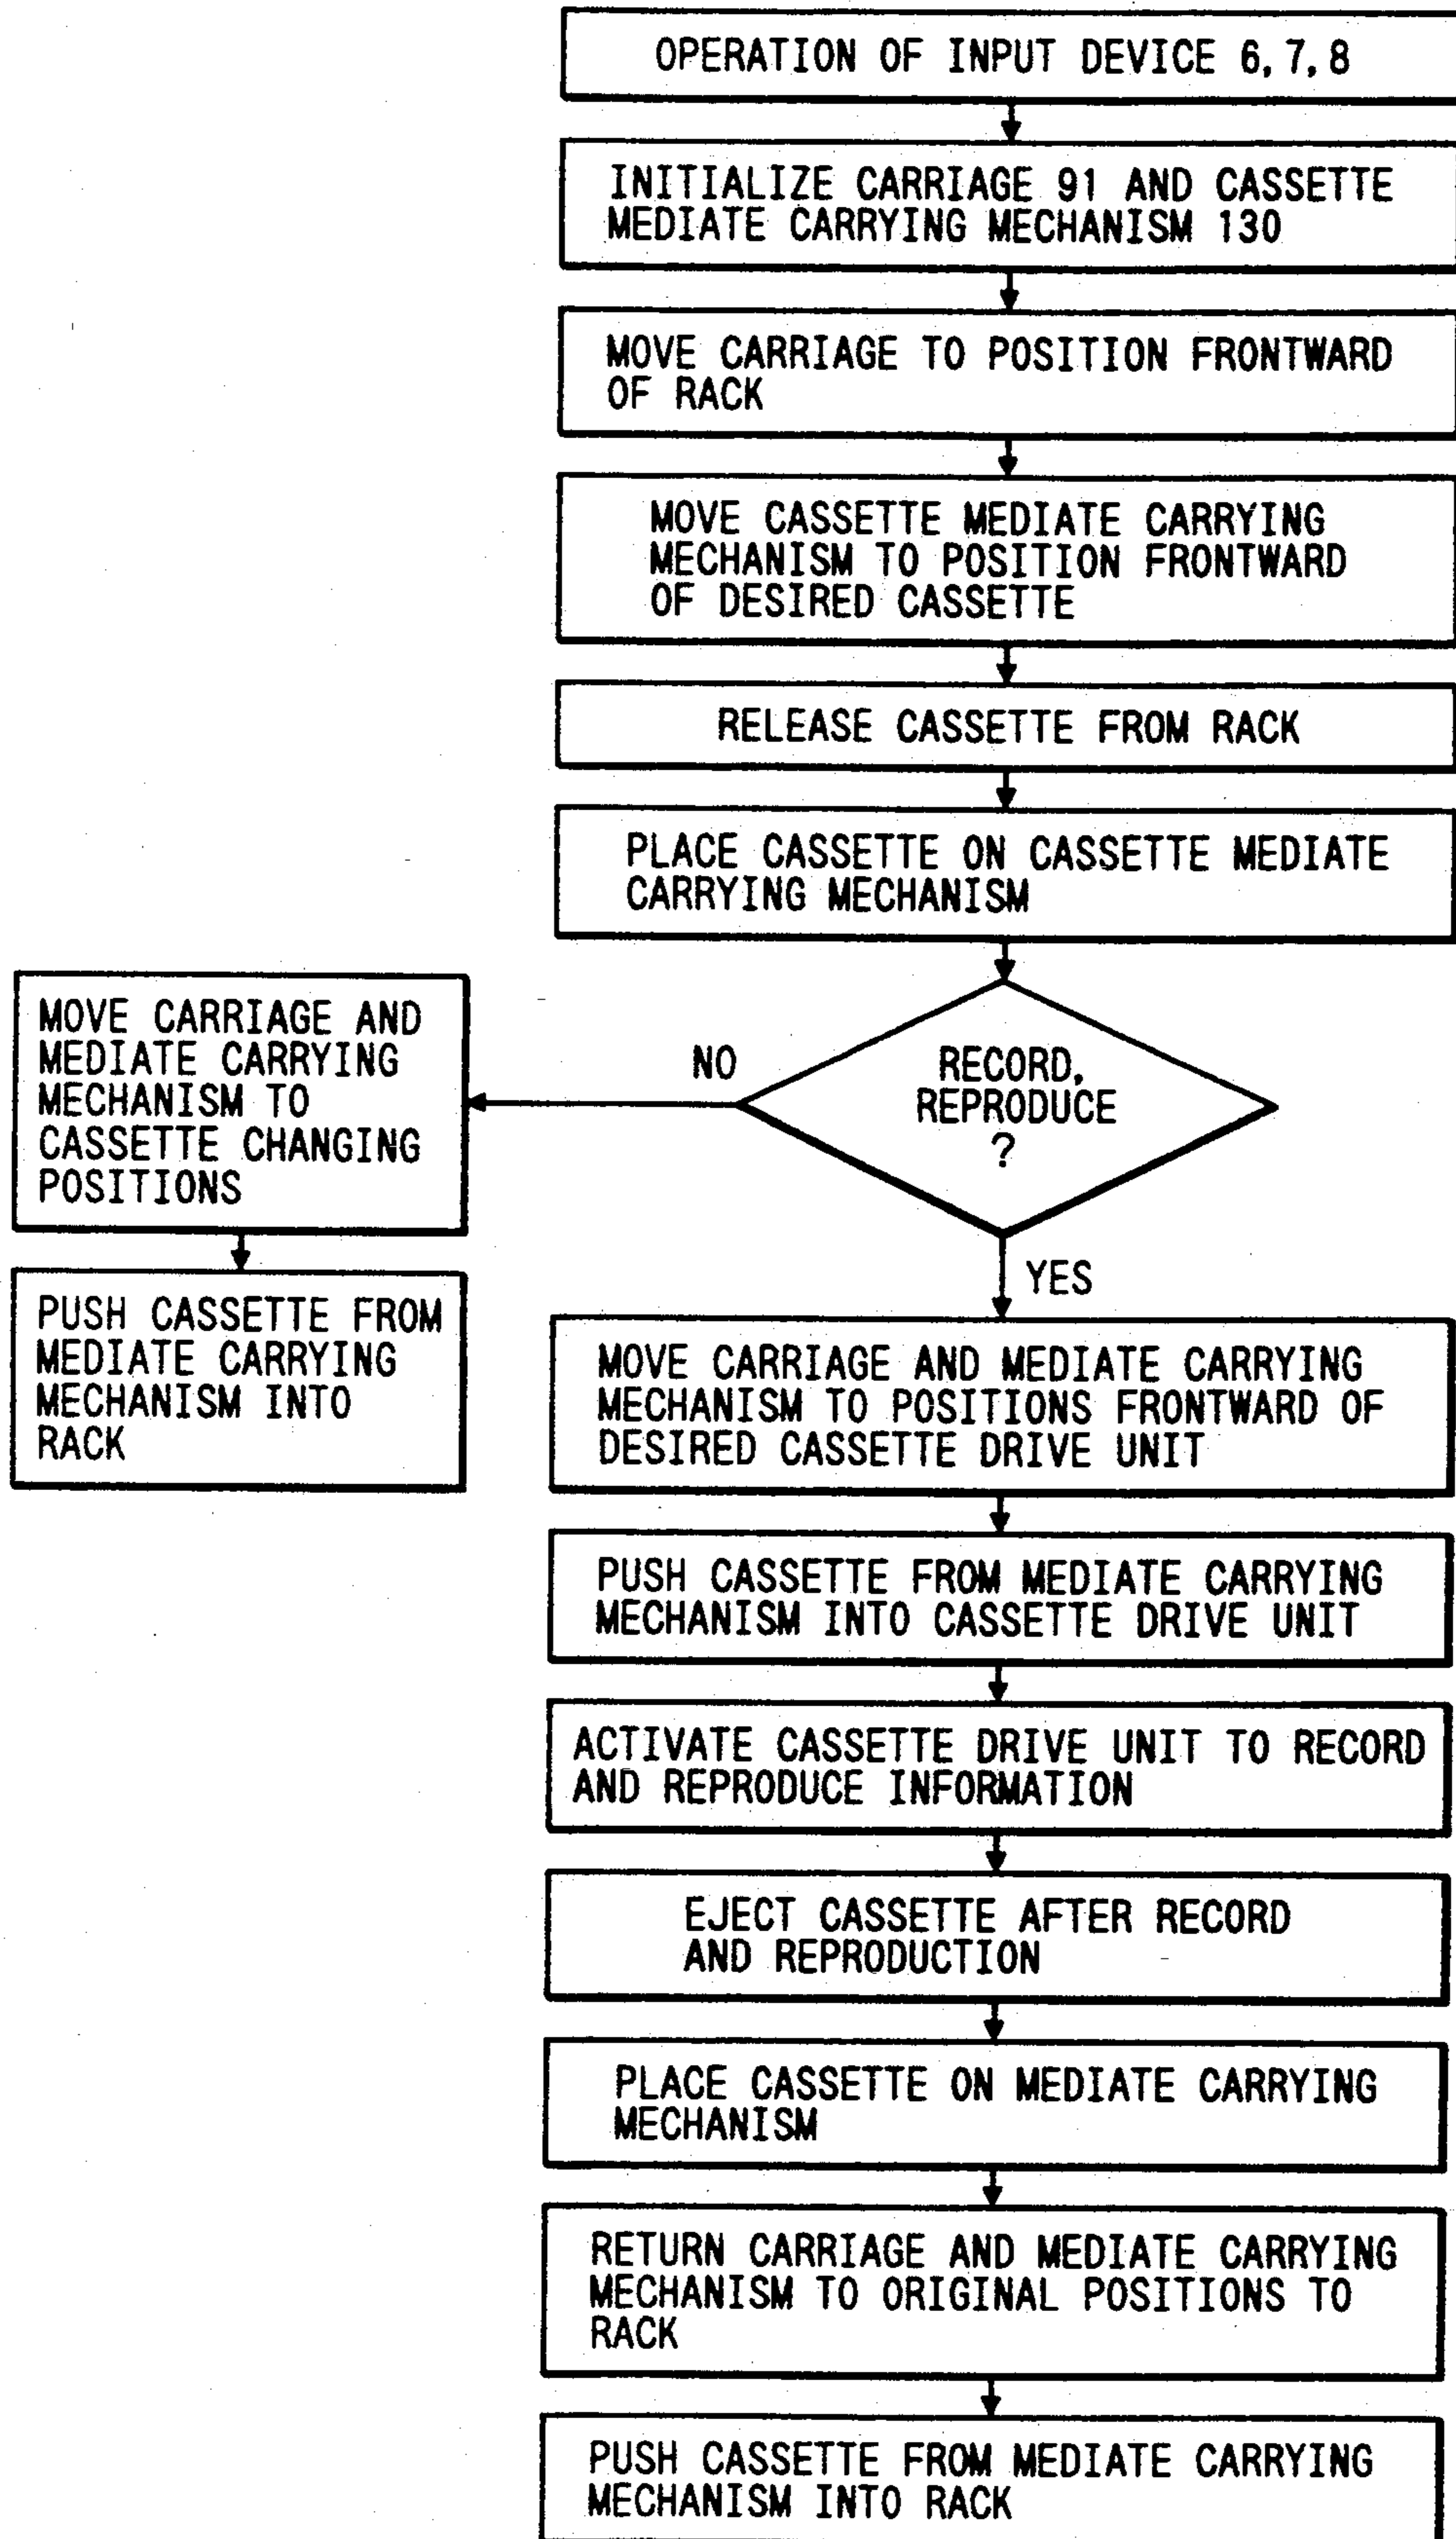 OPERATION OF INPUT DEVICE 6, 7, 8
INITIALIZE CARRIAGE 91 AND CASSETTE
MEDIATE CARRYING MECHANISM 130
MOVE CARRIAGE TO POSITION FRONTWARD
OF RACK
MOVE CASSETTE MEDIATE CARRYING
MECHANISM TO POSITION FRONTWARD
OF DESIRED CASSETTE
RELEASE CASSETTE FROM RACK
PLACE CASSETTE ON CASSETTE MEDIATE
CARRYING MECHANISM
RECORD,
REPRODUCE
?
NO
MOVE CARRIAGE AND
MEDIATE CARRYING
MECHANISM TO
CASSETTE CHANGING
POSITIONS
PUSH CASSETTE FROM
MEDIATE CARRYING
MECHANISM INTO
RACK
YES
MOVE CARRIAGE AND MEDIATE CARRYING
MECHANISM TO POSITIONS FRONTWARD OF
DESIRED CASSETTE DRIVE UNIT
PUSH CASSETTE FROM MEDIATE CARRYING
MECHANISM INTO CASSETTE DRIVE UNIT
ACTIVATE CASSETTE DRIVE UNIT TO RECORD
AND REPRODUCE INFORMATION
EJECT CASSETTE AFTER RECORD
AND REPRODUCTION
PLACE CASSETTE ON MEDIATE CARRYING
MECHANISM
RETURN CARRIAGE AND MEDIATE CARRYING
MECHANISM TO ORIGINAL POSITIONS TO
RACK
PUSH CASSETTE FROM MEDIATE CARRYING
MECHANISM INTO RACK